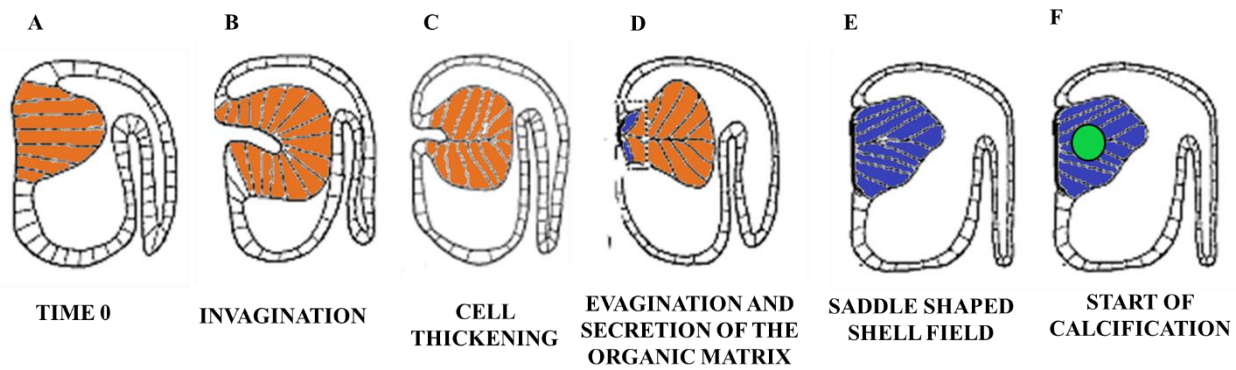 A B C D E F
TIME 0
INVAGINATION
CELL
THICKENING
EVAGINATION AND
SECRETION OF THE
ORGANIC MATRIX
SADDLE SHAPED
SHELL FIELD
START OF
CALCIFICATION